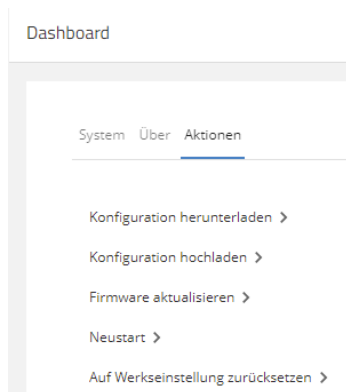 Dashboard
System Über Aktionen
Konfiguration herunterladen
Konfiguration hochladen
Firmware aktualisieren
Neustart
Auf Werkseinstellung zurücksetzen